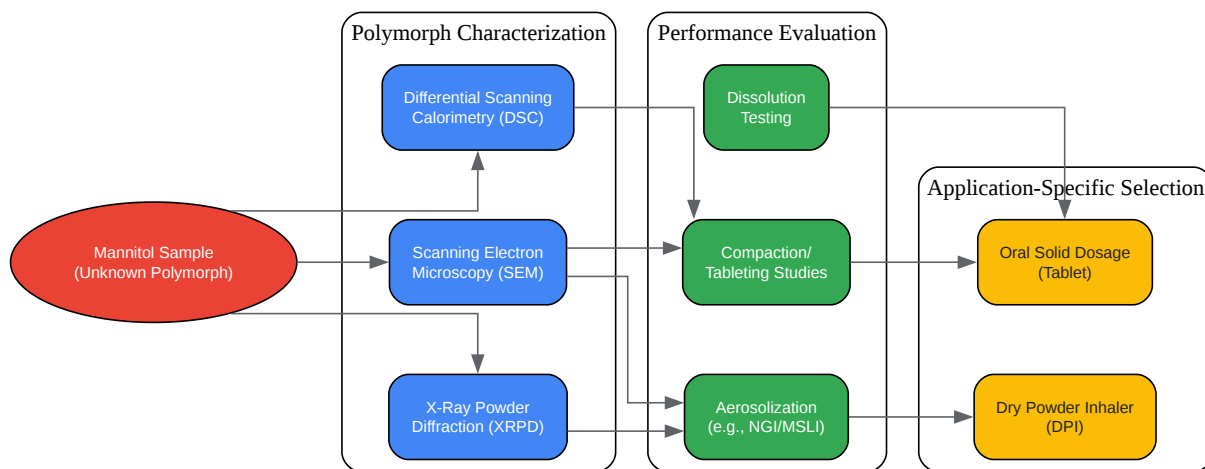 Polymorph Characterization
Performance Evaluation
Differential Scanning
Calorimetry (DSC)
Dissolution
Testing
Application-Specific Selection
Mannitol Sample
(Unknown Polymorph)
Scanning Electron
Microscopy (SEM)
Compaction/
Tableting Studies
Oral Solid Dosage
(Tablet)
X-Ray Powder
Diffraction (XRPD)
Aerosolization
(e.g., NGI/MSLI)
Dry Powder Inhaler
(DPI)